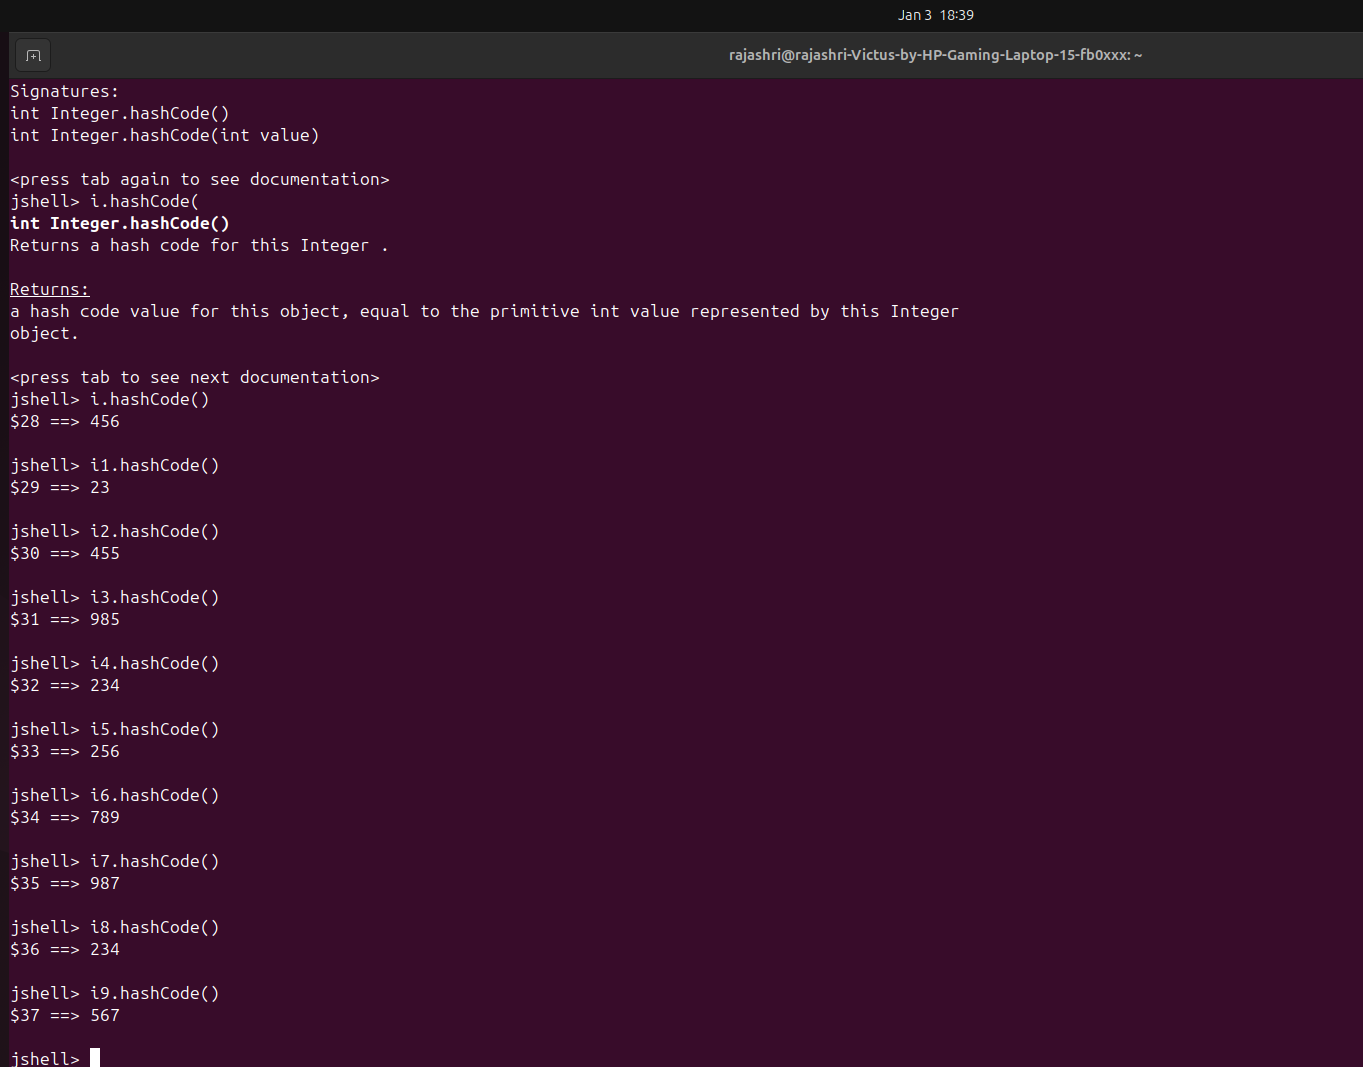 Jan 3 18:39
rajashri@rajashri-Victus-by-HP-Gaming-Laptop-15-fb0xxx: ~
Signatures:
int Integer.hashCode()
int Integer.hashCode(int value)
<press tab again to see documentation>
jshell> i.hashCode(
int Integer.hashCode()
Returns a hash code for this Integer .
Returns:
a hash code value for this object, equal to the primitive int value represented by this Integer
object.
<press tab to see next documentation>
jshell> i.hashCode()
$28 ==> 456
jshell> i1.hashCode()
$29 ==> 23
jshell> i2.hashCode()
$30 ==> 455
jshell> i3.hashCode()
$31 ==> 985
jshell> i4.hashCode()
$32 ==> 234
jshell> i5.hashCode()
$33 ==> 256
jshell> i6.hashCode()
$34 ==> 789
jshell> i7.hashCode()
$35 ==> 987
jshell> i8.hashCode()
$36 ==> 234
jshell> i9.hashCode()
$37 ==> 567
jshell>